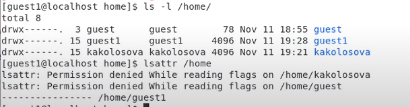 [guest1@localhost home]$ ls -l /home/
total 8
drwx------.  3 guest     guest       78 Nov 11 18:55 guest
drwx------. 15 guest1    guest1    4096 Nov 11 19:28 guest1
drwx------. 15 kakolosova kakolosova 4096 Nov 11 19:21 kakolosova
[guest1@localhost home]$ lsattr /home
lsattr: Permission denied While reading flags on /home/kakolosova
lsattr: Permission denied While reading flags on /home/guest
---------------- /home/guest1